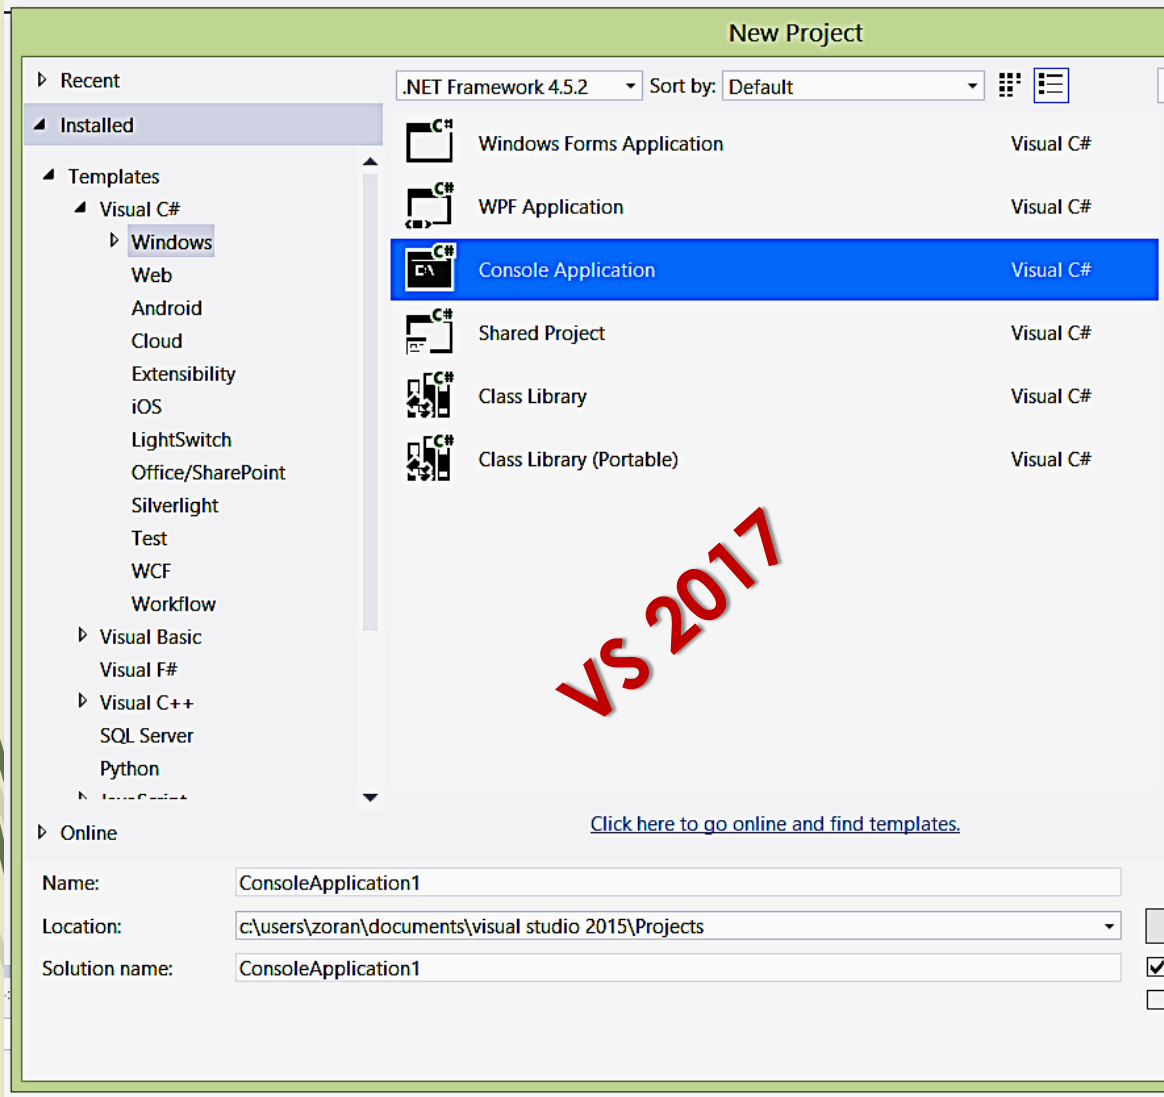 New Project
Recent
Installed
Templates
Visual C#
Windows
Web
Android
Cloud
Extensibility
iOS
LightSwitch
Office/SharePoint
Silverlight
Test
WCF
Workflow
Visual Basic
Visual F#
Visual C++
SQL Server
Python
JavaScript
Online
.NET Framework 4.5.2 Sort by: Default
C# Windows Forms Application Visual C#
C# WPF Application Visual C#
C# Console Application Visual C#
C# Shared Project Visual C#
C# Class Library Visual C#
C# Class Library (Portable) Visual C#
VS 2017
Click here to go online and find templates.
Name: ConsoleApplication1
Location: c:\users\zoran\documents\visual studio 2015\Projects
Solution name: ConsoleApplication1